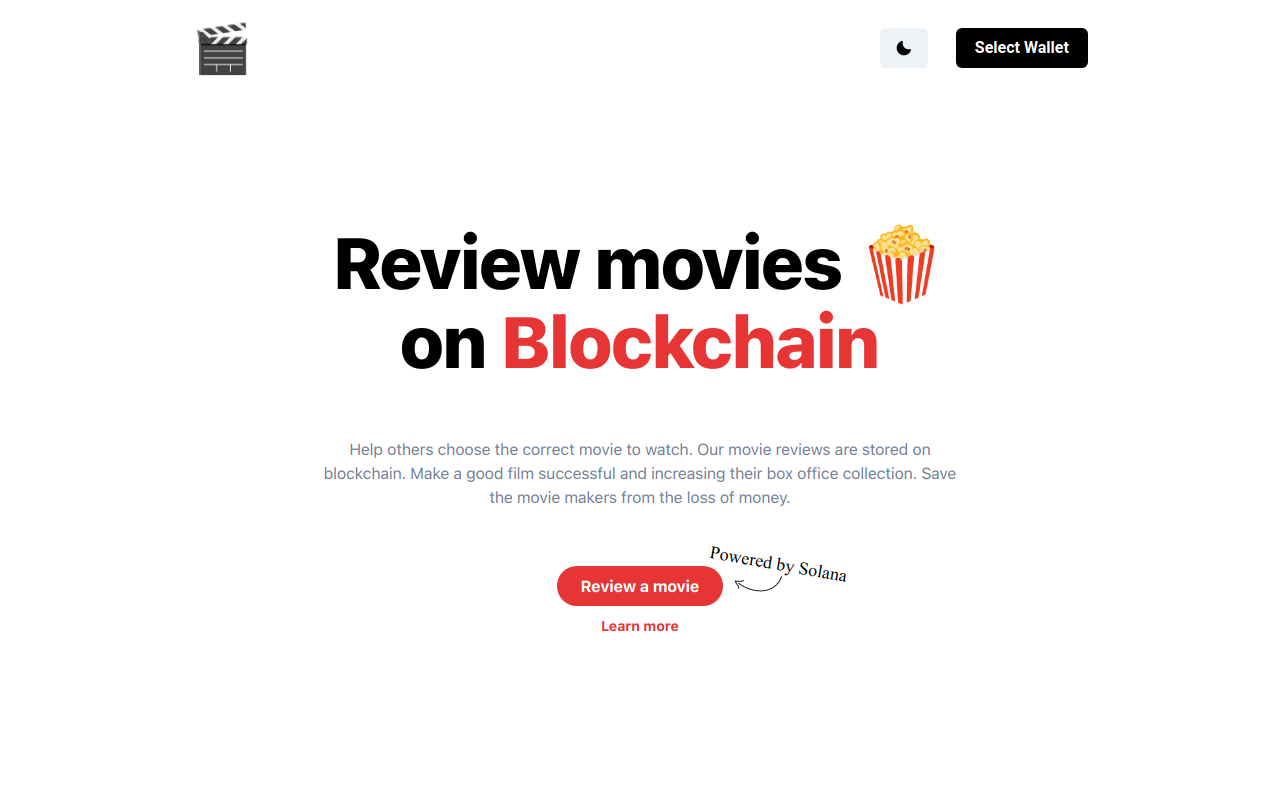 Select Wallet
Review movies 🍿
on Blockchain
Help others choose the correct movie to watch. Our movie reviews are stored on
blockchain. Make a good film successful and increasing their box office collection. Save
the movie makers from the loss of money.
Powered by Solana
Review a movie
Learn more